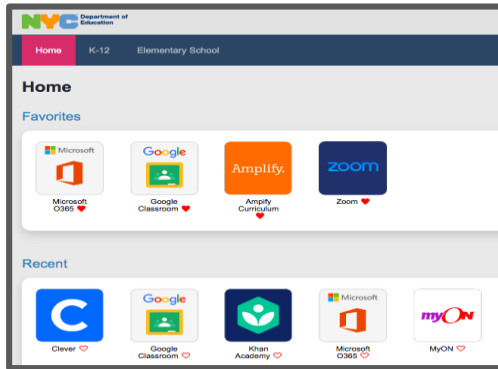 NYC Department of
Education
Home K-12 Elementary School
Home
Favorites
Microsoft Google Amplify. zoom
Microsoft O365 Google Classroom Ampify Curriculum Zoom
Recent
C Google Microsoft myON
Clever Google Classroom Khan Academy Microsoft O365 MyON